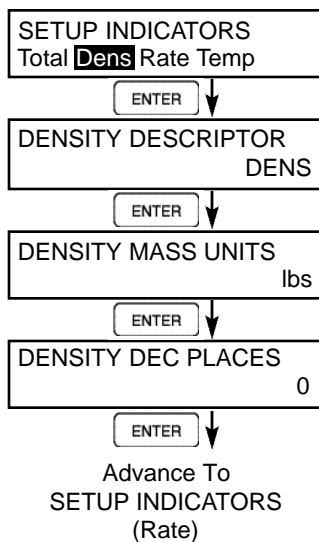 SETUP INDICATORS
Total Dens Rate Temp
ENTER
DENSITY DESCRIPTOR
DENS
ENTER
DENSITY MASS UNITS
lbs
ENTER
DENSITY DEC PLACES
0
ENTER
Advance To
SETUP INDICATORS
(Rate)